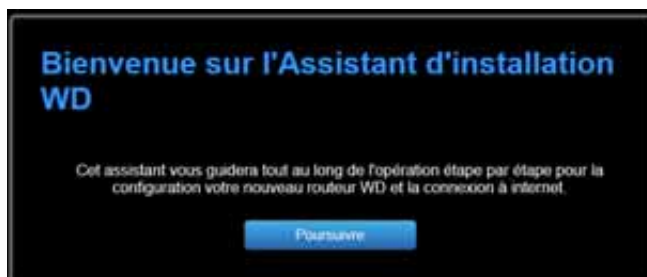 Bienvenue sur l'Assistant d'installation
WD
Cet assistant vous guidera tout au long de l'opération étape par étape pour la
configuration votre nouveau routeur WD et la connexion à internet.
Poursuivre